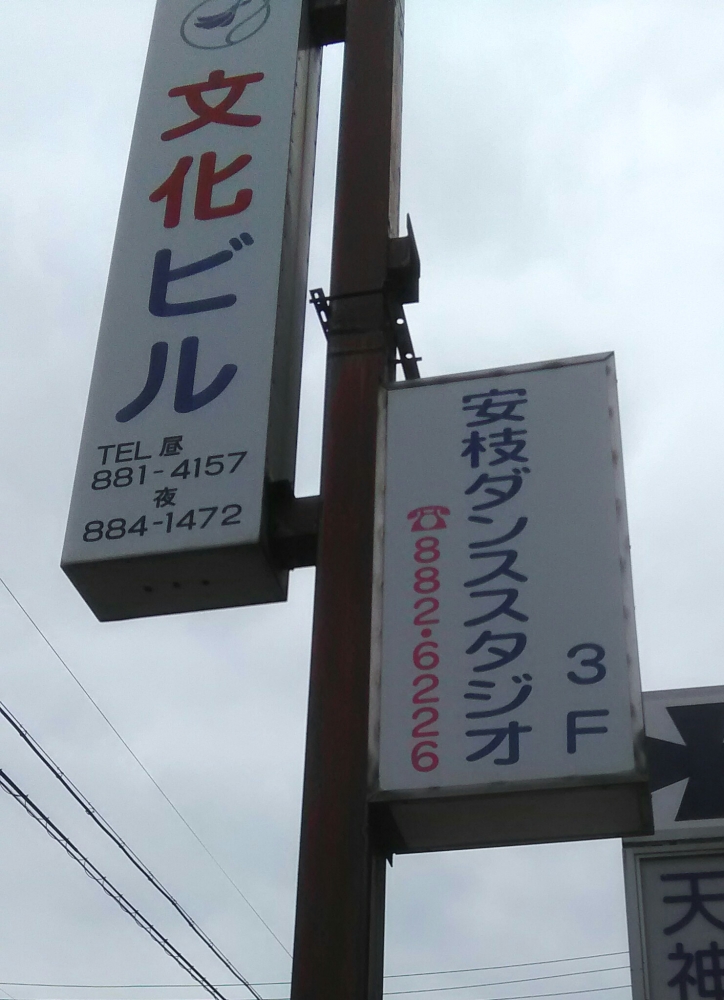 文化ビル
TEL 昼
881-4157
夜
884-1472
3F
安枝ダンススタジオ
☎882・6226
天神